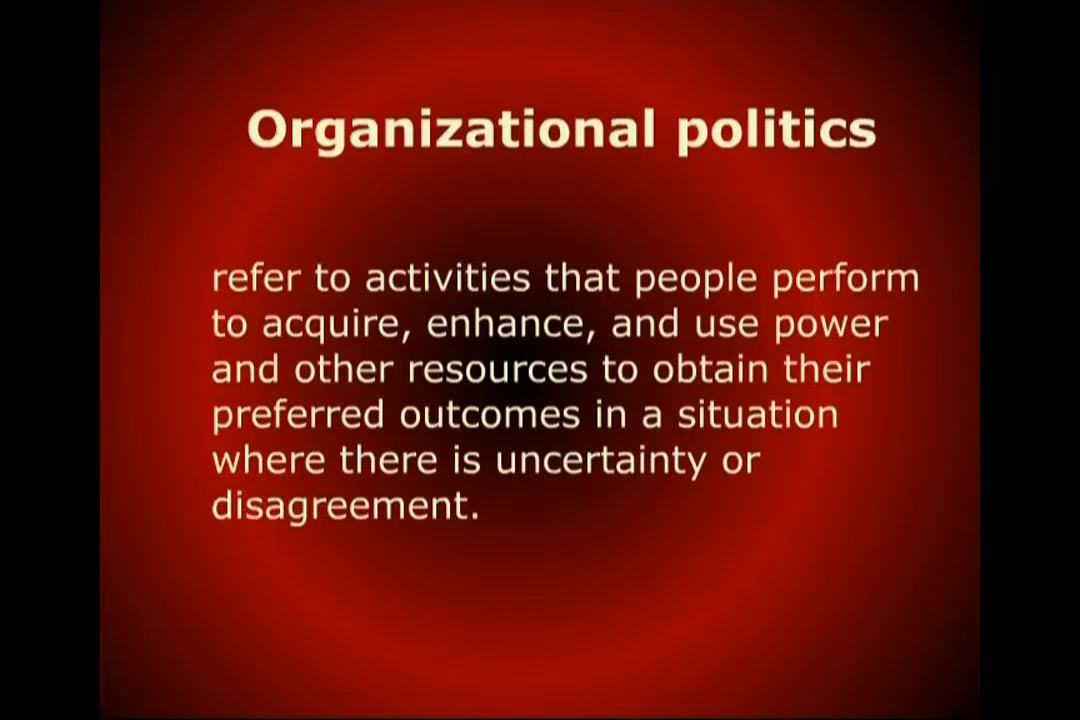 Organizational politics
refer to activities that people perform
to acquire, enhance, and use power
and other resources to obtain their
preferred outcomes in a situation
where there is uncertainty or
disagreement.